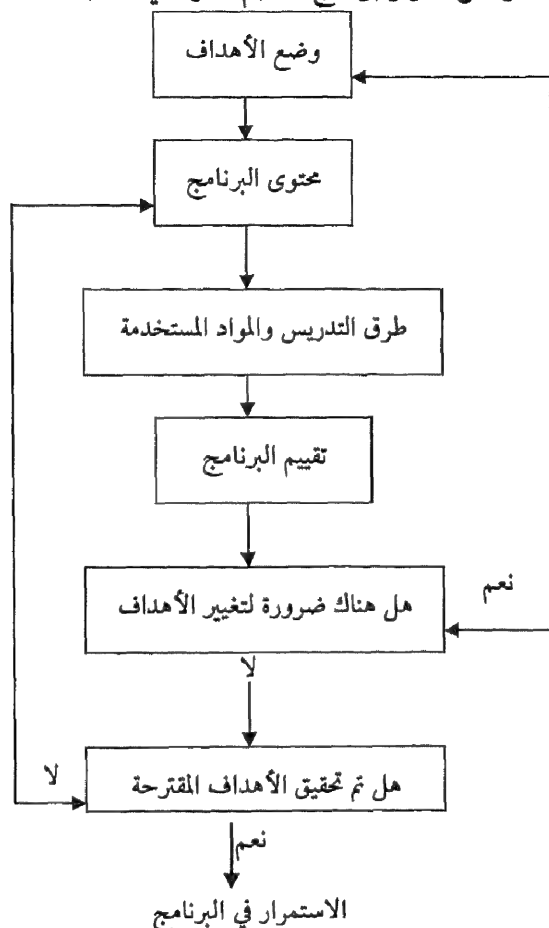 وضع الأهداف
محتوى البرنامج
طرق التدريس والمواد المستخدمة
تقييم البرنامج
هل هناك ضرورة لتغيير الأهداف
نعم
لا
هل تم تحقيق الأهداف المقترحة
لا
نعم
الاستمرار في البرنامج